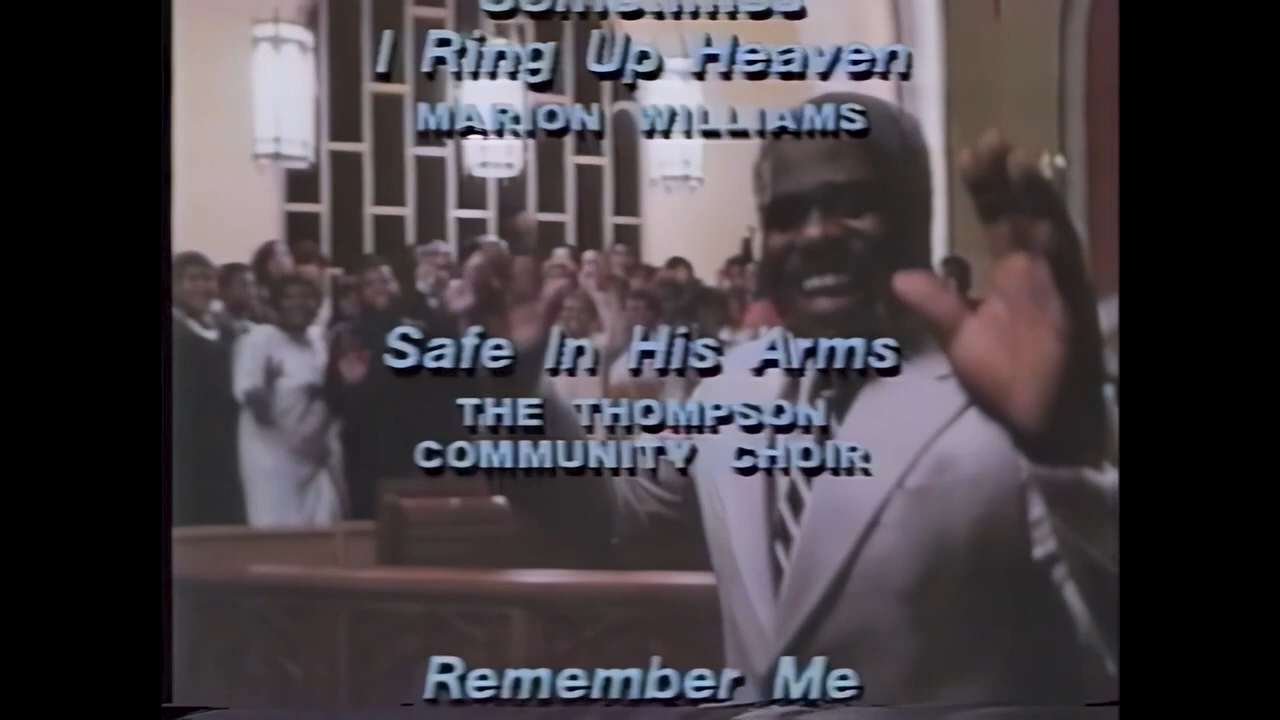 I Ring Up Heaven
MARION WILLIAMS
Safe In His Arms
THE THOMPSON
COMMUNITY CHOIR
Remember Me